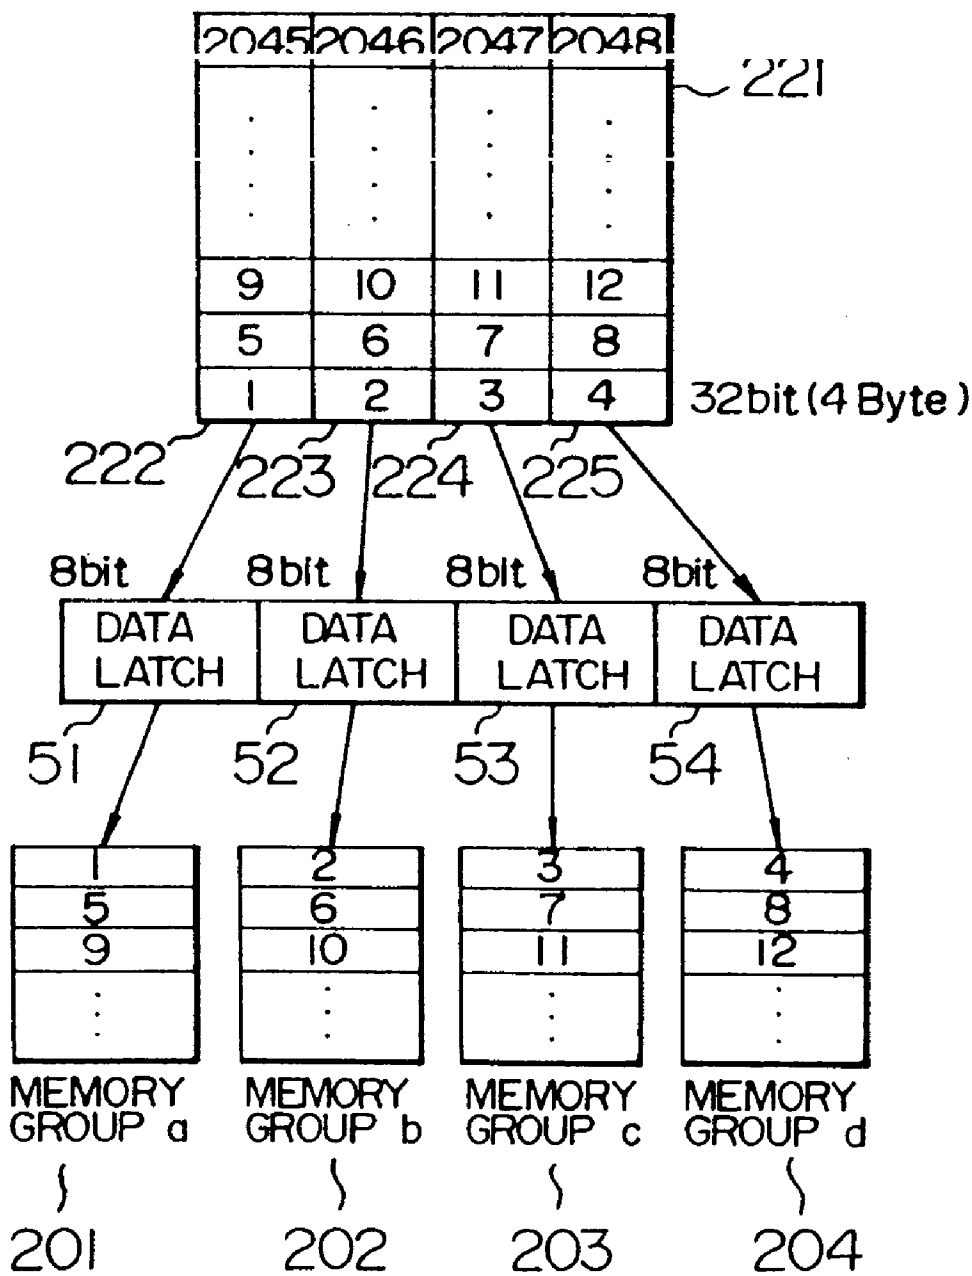 2045 2046 2047 2048
221
9 10 11 12
5 6 7 8
1 2 3 4
32bit (4 Byte)
222 223 224 225
8bit 8bit 8bit 8bit
DATA LATCH
DATA LATCH
DATA LATCH
DATA LATCH
51 52 53 54
1 2 3 4
5 6 7 8
9 10 11 12
MEMORY GROUP a
MEMORY GROUP b
MEMORY GROUP c
MEMORY GROUP d
201 202 203 204